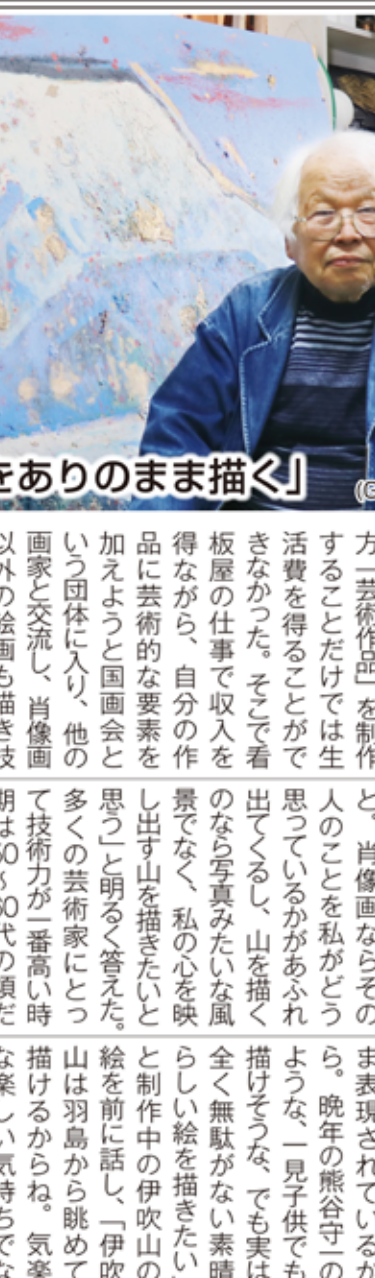 をありのまま描く」
方「芸術作品」を制作
することだけでは生
活費を得ることがで
きなかった。そこで看
板屋の仕事で収入を
得ながら、自分の作
品に芸術的な要素を
加えようと国画会と
いう団体に入り、他の
画家と交流し、肖像画
以外の絵画も描き技
と。肖像画ならその
人のことを私がどう
思っているかがあふれ
出てくるし、山を描く
のなら写真みたいな風
景でなく、私の心を映
し出す山を描きたいと
思う」と明るく答えた。
多くの芸術家にとっ
て技術力が一番高い時
期は50〜60代の頃だ
ま表現されているか
ら。晩年の熊谷守一の
ような、一見子供でも
描けそうな、でも実は
全く無駄がない素晴
らしい絵を描きたい」
と制作中の伊吹山の
絵を前に話し、「伊吹
山は羽島から眺めて
描けるからね。気楽
な楽しい気持ちでな